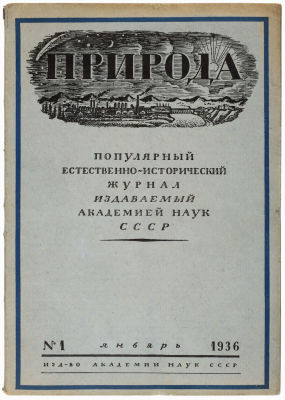 ПРИРОДА
ПОПУЛЯРНЫЙ
ЕСТЕСТВЕННО-ИСТОРИЧЕСКИЙ
ЖУРНАЛ
ИЗДАВАЕМЫЙ
АКАДЕМИЕЙ НАУК
СССР
№1 январь 1936
ИЗД-ВО АКАДЕМИИ НАУК СССР